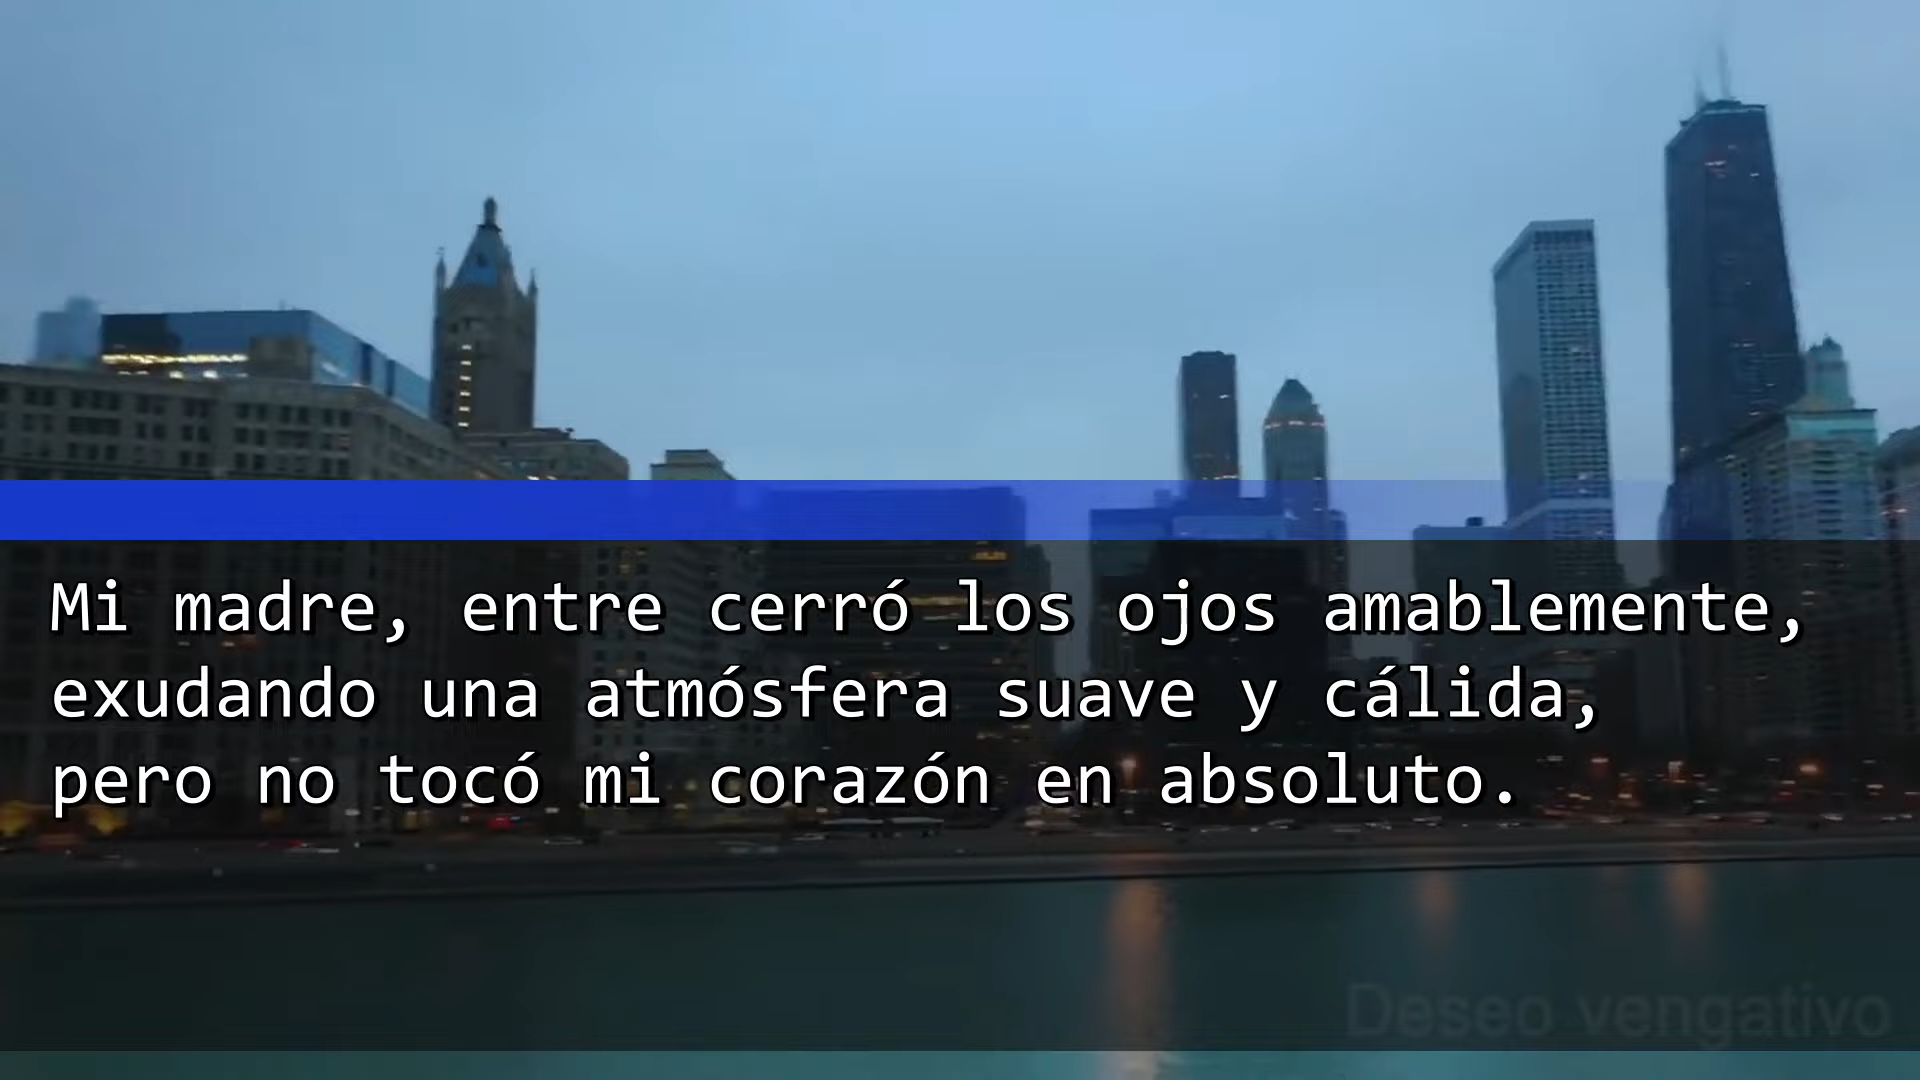 Mi madre, entre cerró los ojos amablemente,
exudando una atmósfera suave y cálida,
pero no tocó mi corazón en absoluto.
Deseo vengativo